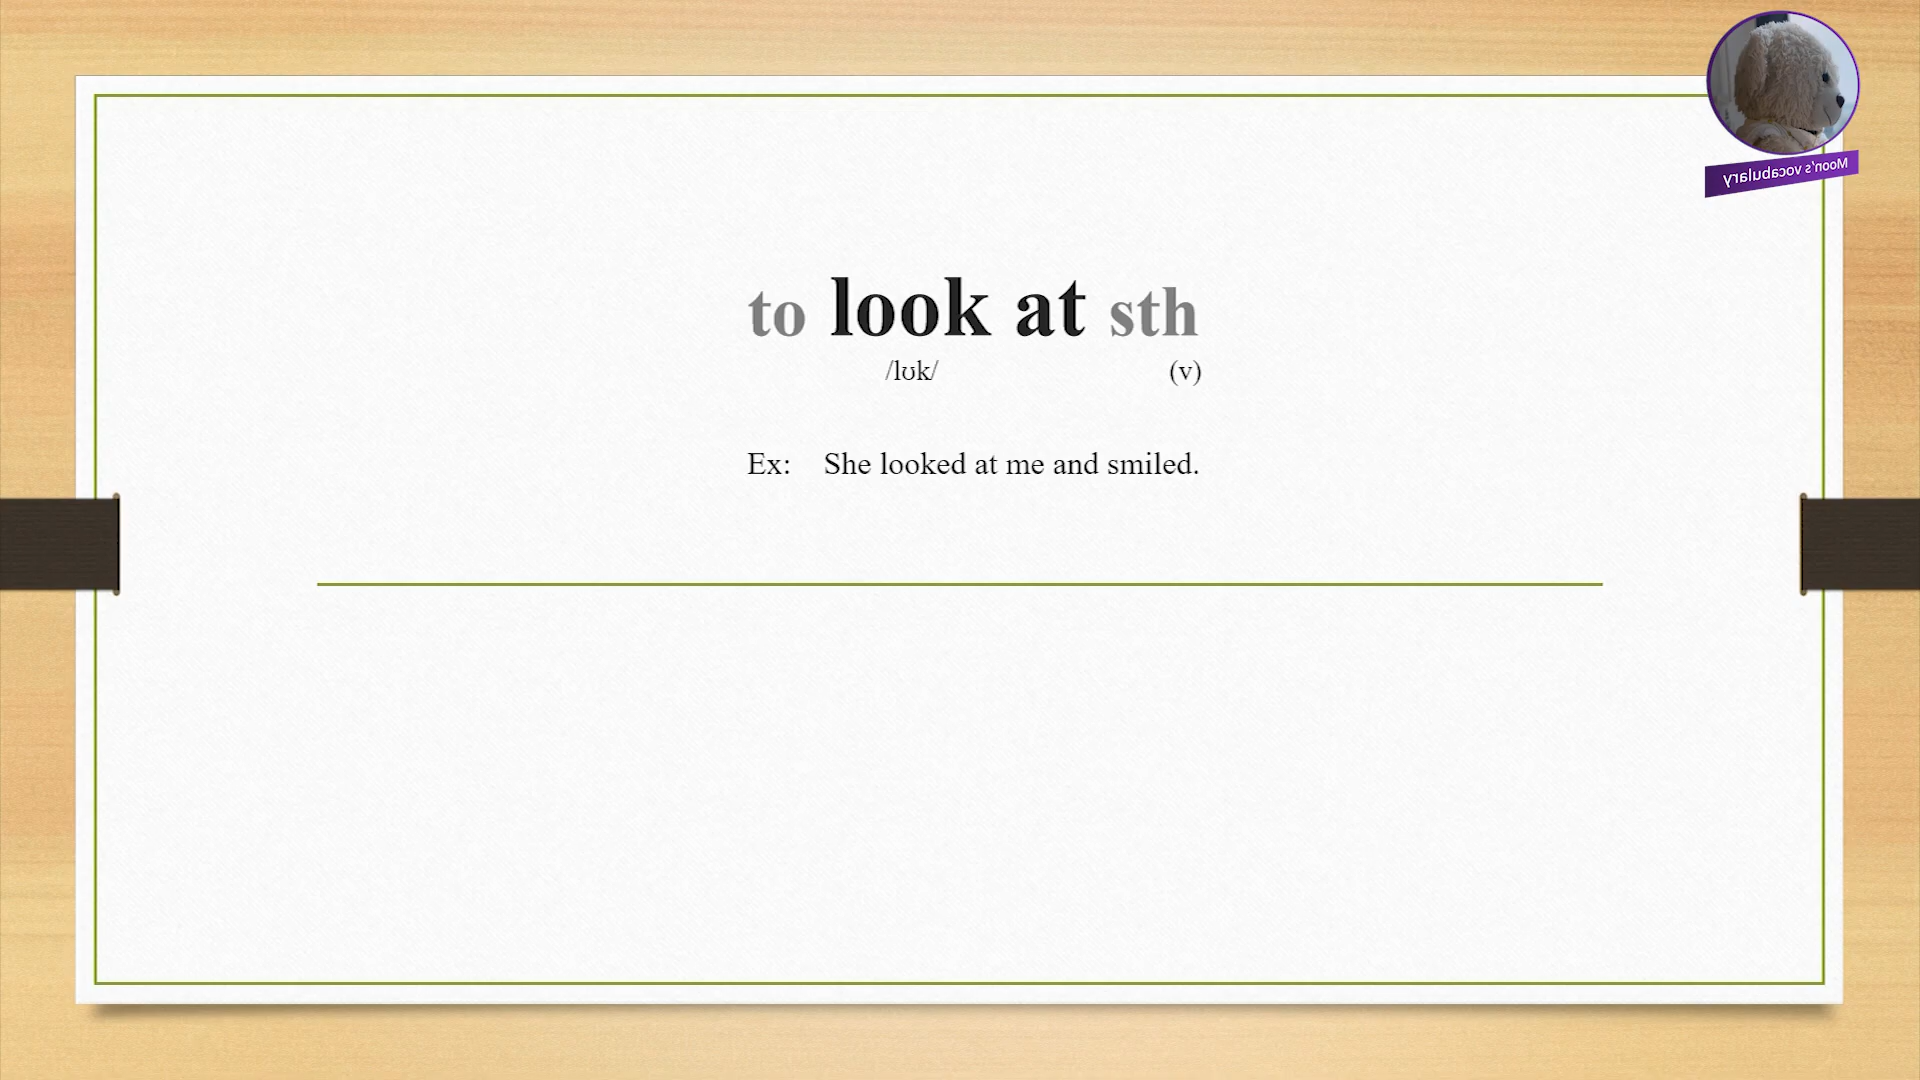 Moon's vocabulary
to look at sth
/lʊk/ (v)
Ex: She looked at me and smiled.